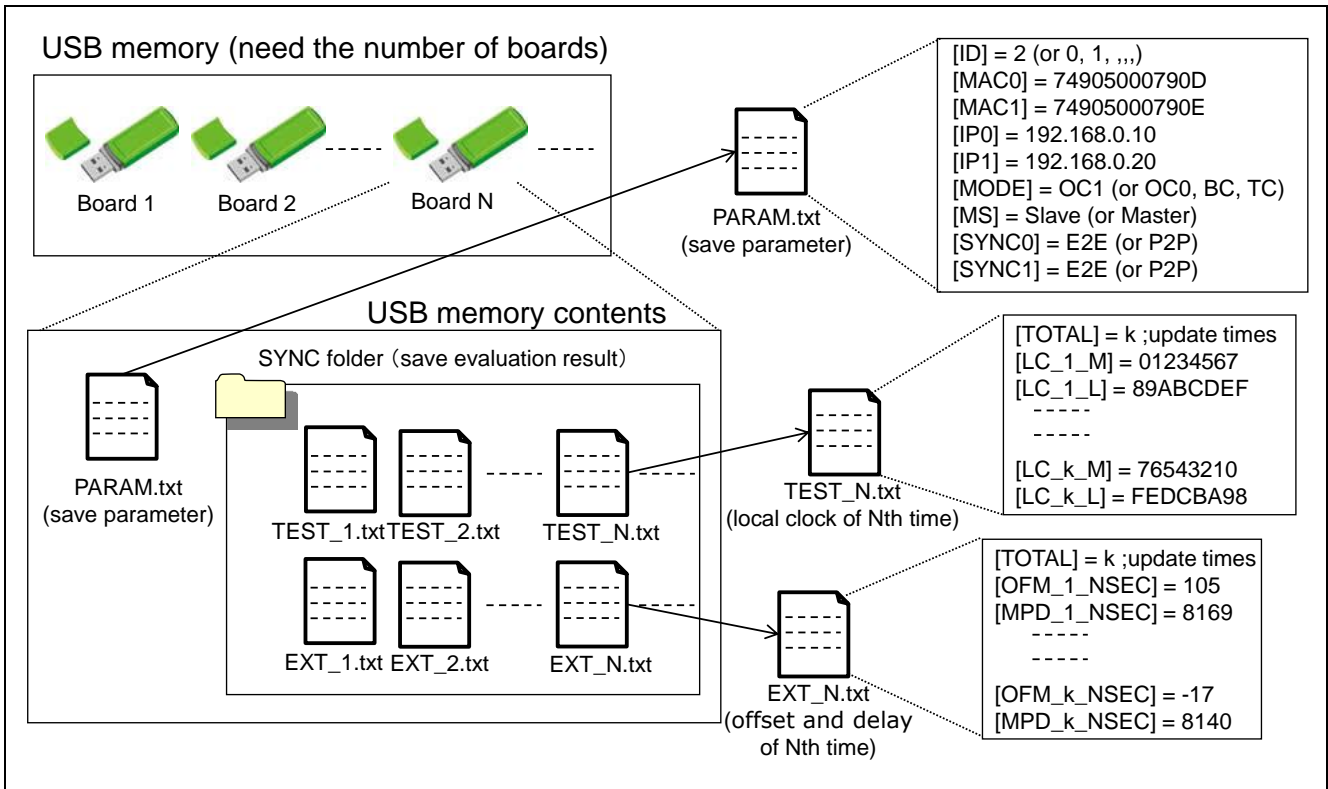 USB memory (need the number of boards)
Board 1
Board 2
Board N
PARAM.txt
(save parameter)
[ID] = 2 (or 0, 1, ,,,)
[MAC0] = 74905000790D
[MAC1] = 74905000790E
[IP0] = 192.168.0.10
[IP1] = 192.168.0.20
[MODE] = OC1 (or OC0, BC, TC)
[MS] = Slave (or Master)
[SYNC0] = E2E (or P2P)
[SYNC1] = E2E (or P2P)
USB memory contents
SYNC folder（save evaluation result）
PARAM.txt
(save parameter)
TEST_1.txt
TEST_2.txt
TEST_N.txt
EXT_1.txt
EXT_2.txt
EXT_N.txt
TEST_N.txt
(local clock of Nth time)
[TOTAL] = k ;update times
[LC_1_M] = 01234567
[LC_1_L] = 89ABCDEF
[LC_k_M] = 76543210
[LC_k_L] = FEDCBA98
EXT_N.txt
(offset and delay
of Nth time)
[TOTAL] = k ;update times
[OFM_1_NSEC] = 105
[MPD_1_NSEC] = 8169
[OFM_k_NSEC] = -17
[MPD_k_NSEC] = 8140